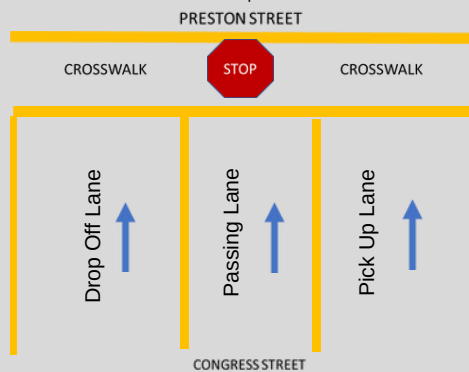 PRESTON STREET
CROSSWALK
STOP
CROSSWALK
Drop Off Lane
Passing Lane
Pick Up Lane
CONGRESS STREET